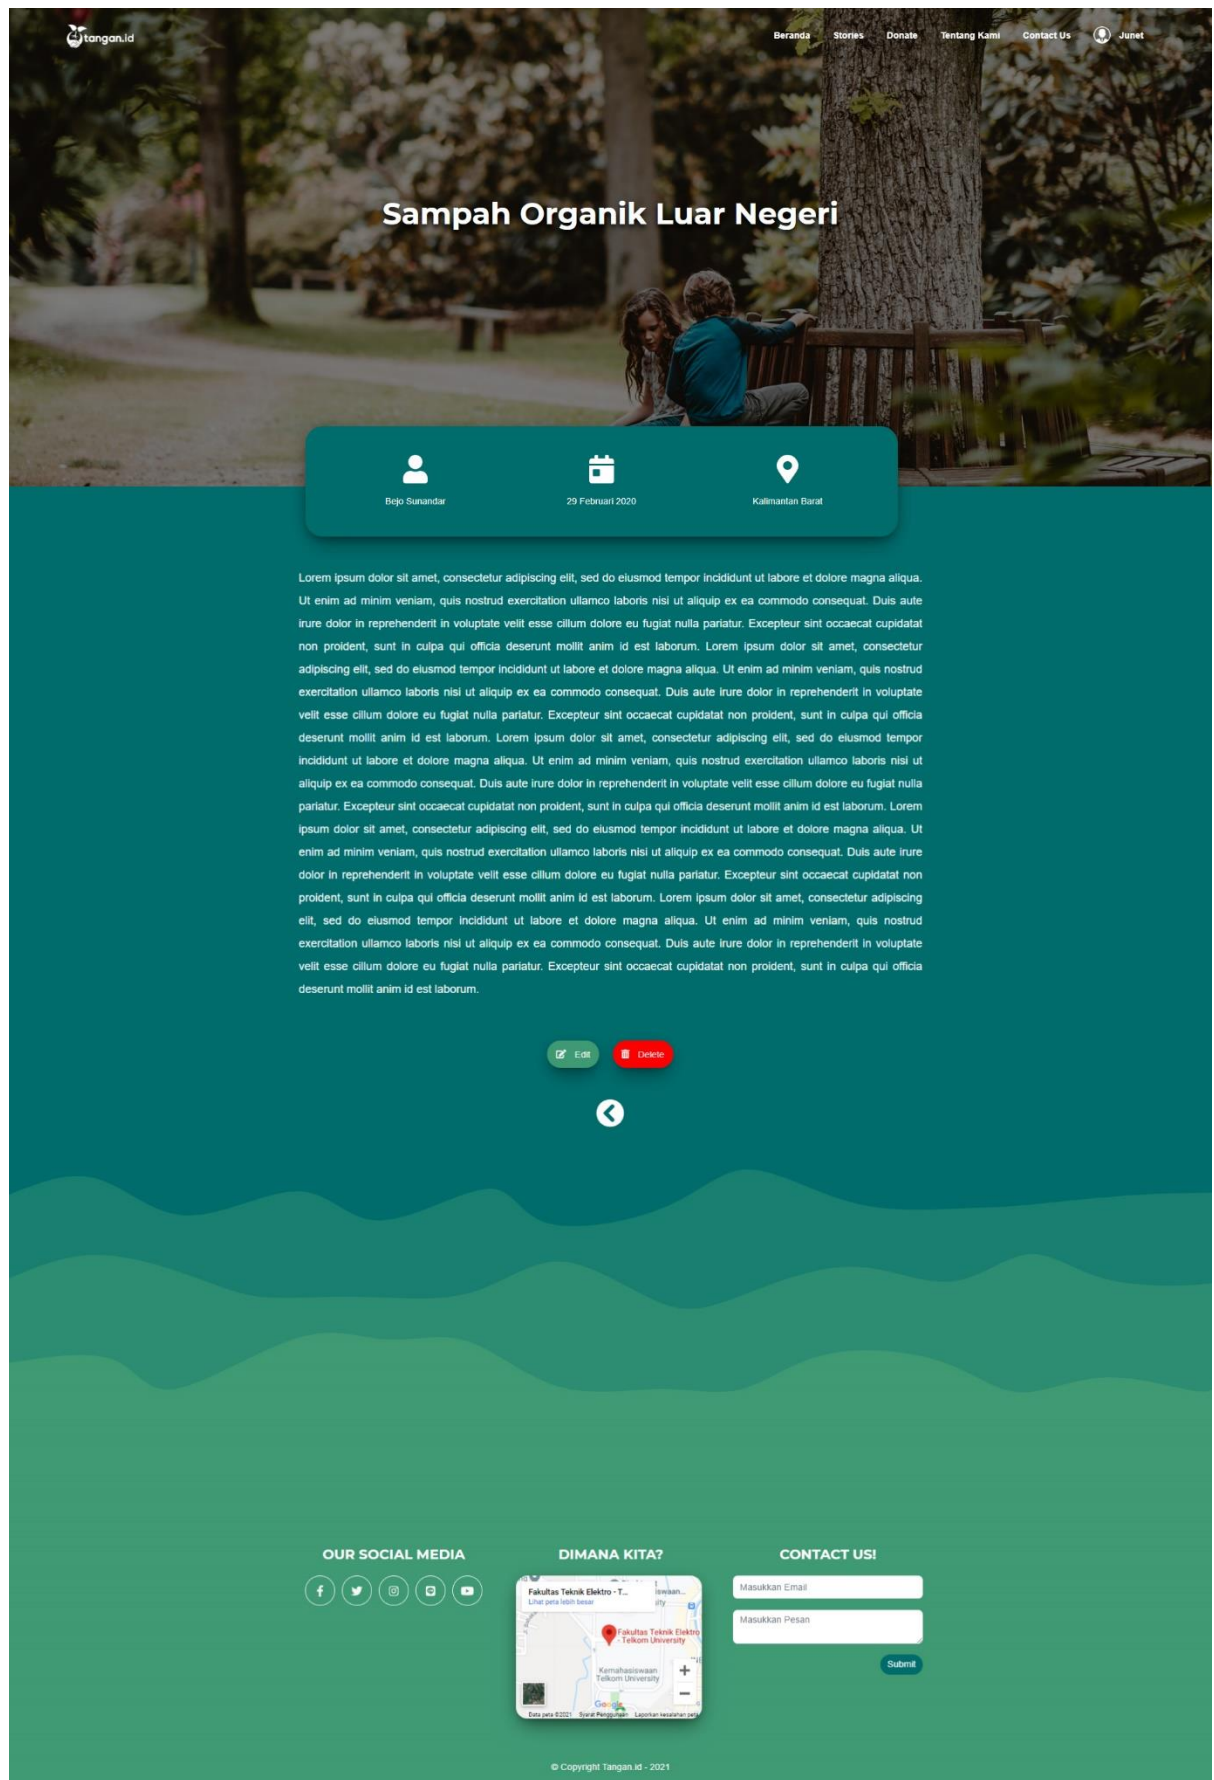 tangan.id
Beranda Stories Donate Tentang Kami Contact Us Junet
Sampah Organik Luar Negeri
Bejo Sunandar
29 Februari 2020
Kalimantan Barat
Lorem ipsum dolor sit amet, consectetur adipiscing elit, sed do eiusmod tempor incididunt ut labore et dolore magna aliqua.
Ut enim ad minim veniam, quis nostrud exercitation ullamco laboris nisi ut aliquip ex ea commodo consequat. Duis aute
irure dolor in reprehenderit in voluptate velit esse cillum dolore eu fugiat nulla pariatur. Excepteur sint occaecat cupidatat
non proident, sunt in culpa qui officia deserunt mollit anim id est laborum. Lorem ipsum dolor sit amet, consectetur
adipiscing elit, sed do eiusmod tempor incididunt ut labore et dolore magna aliqua. Ut enim ad minim veniam, quis nostrud
exercitation ullamco laboris nisi ut aliquip ex ea commodo consequat. Duis aute irure dolor in reprehenderit in voluptate
velit esse cillum dolore eu fugiat nulla pariatur. Excepteur sint occaecat cupidatat non proident, sunt in culpa qui officia
deserunt mollit anim id est laborum. Lorem ipsum dolor sit amet, consectetur adipiscing elit, sed do eiusmod tempor
incididunt ut labore et dolore magna aliqua. Ut enim ad minim veniam, quis nostrud exercitation ullamco laboris nisi ut
aliquip ex ea commodo consequat. Duis aute irure dolor in reprehenderit in voluptate velit esse cillum dolore eu fugiat nulla
pariatur. Excepteur sint occaecat cupidatat non proident, sunt in culpa qui officia deserunt mollit anim id est laborum. Lorem
ipsum dolor sit amet, consectetur adipiscing elit, sed do eiusmod tempor incididunt ut labore et dolore magna aliqua. Ut
enim ad minim veniam, quis nostrud exercitation ullamco laboris nisi ut aliquip ex ea commodo consequat. Duis aute irure
dolor in reprehenderit in voluptate velit esse cillum dolore eu fugiat nulla pariatur. Excepteur sint occaecat cupidatat non
proident, sunt in culpa qui officia deserunt mollit anim id est laborum. Lorem ipsum dolor sit amet, consectetur adipiscing
elit, sed do eiusmod tempor incididunt ut labore et dolore magna aliqua. Ut enim ad minim veniam, quis nostrud
exercitation ullamco laboris nisi ut aliquip ex ea commodo consequat. Duis aute irure dolor in reprehenderit in voluptate
velit esse cillum dolore eu fugiat nulla pariatur. Excepteur sint occaecat cupidatat non proident, sunt in culpa qui officia
deserunt mollit anim id est laborum.
Edit
Delete
OUR SOCIAL MEDIA
DIMANA KITA?
Fakultas Teknik Elektro - T...
Lihat peta lebih besar
Fakultas Teknik Elektro
- Telkom University
Kemahasiswaan
Telkom University
Google
Data peta ©2021 Syarat Penggunaan Laporkan kesalahan peta
CONTACT US!
Masukkan Email
Masukkan Pesan
Submit
© Copyright Tangan.id - 2021